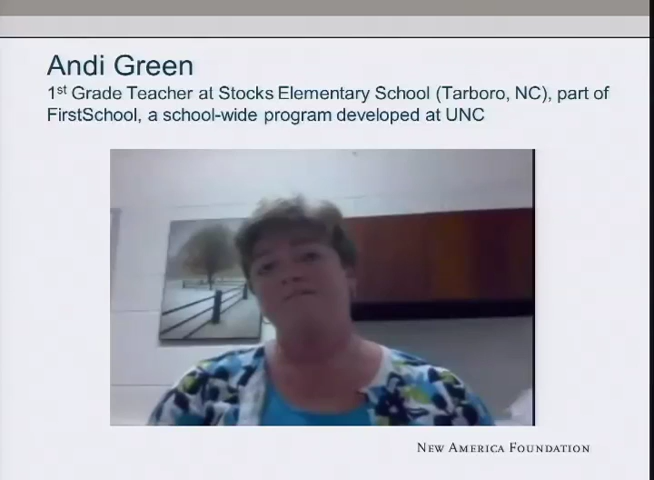 Andi Green
1st Grade Teacher at Stocks Elementary School (Tarboro, NC), part of
FirstSchool, a school-wide program developed at UNC
NEW AMERICA FOUNDATION